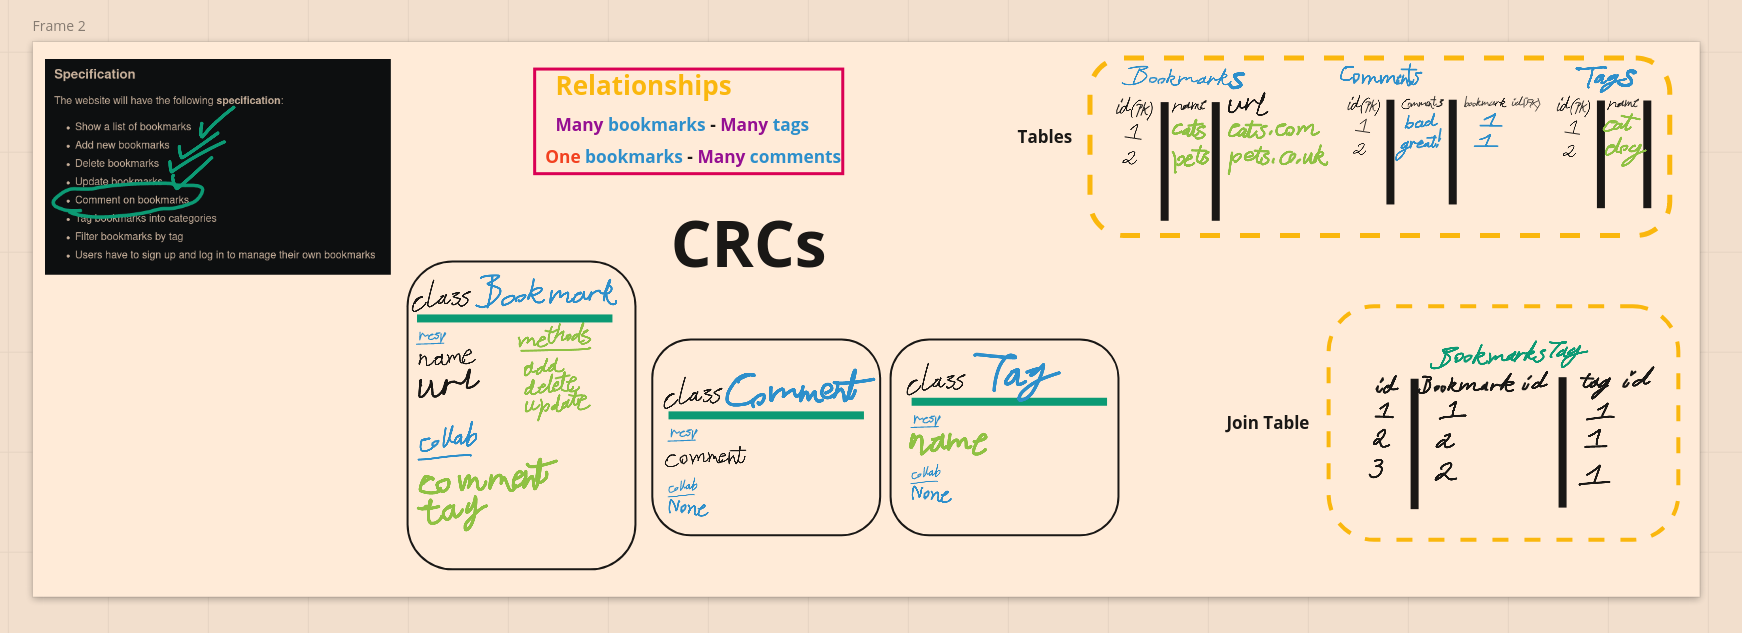 Frame 2
Specification
The website will have the following specification:
Show a list of bookmarks
Add new bookmarks
Delete bookmarks
Update bookmarks
Comment on bookmarks
Tag bookmarks into categories
Filter bookmarks by tag
Users have to sign up and log in to manage their own bookmarks
Relationships
Many bookmarks - Many tags
One bookmarks - Many comments
CRCs
class Bookmark
resp
name
url
methods
add
delete
update
collab
comment
tag
class Comment
resp
comment
collab
None
class Tag
resp
name
collab
None
Tables
Bookmarks
id(PK) name url
1 cats cats.com
2 pets pets.co.uk
Comments
id(PK) Comments bookmark id(FK)
1 bad 1
2 great! 1
Tags
id(PK) name
1 cat
2 dog
Join Table
BookmarksTag
id Bookmark id tag id
1 1 1
2 2 1
3 2 1